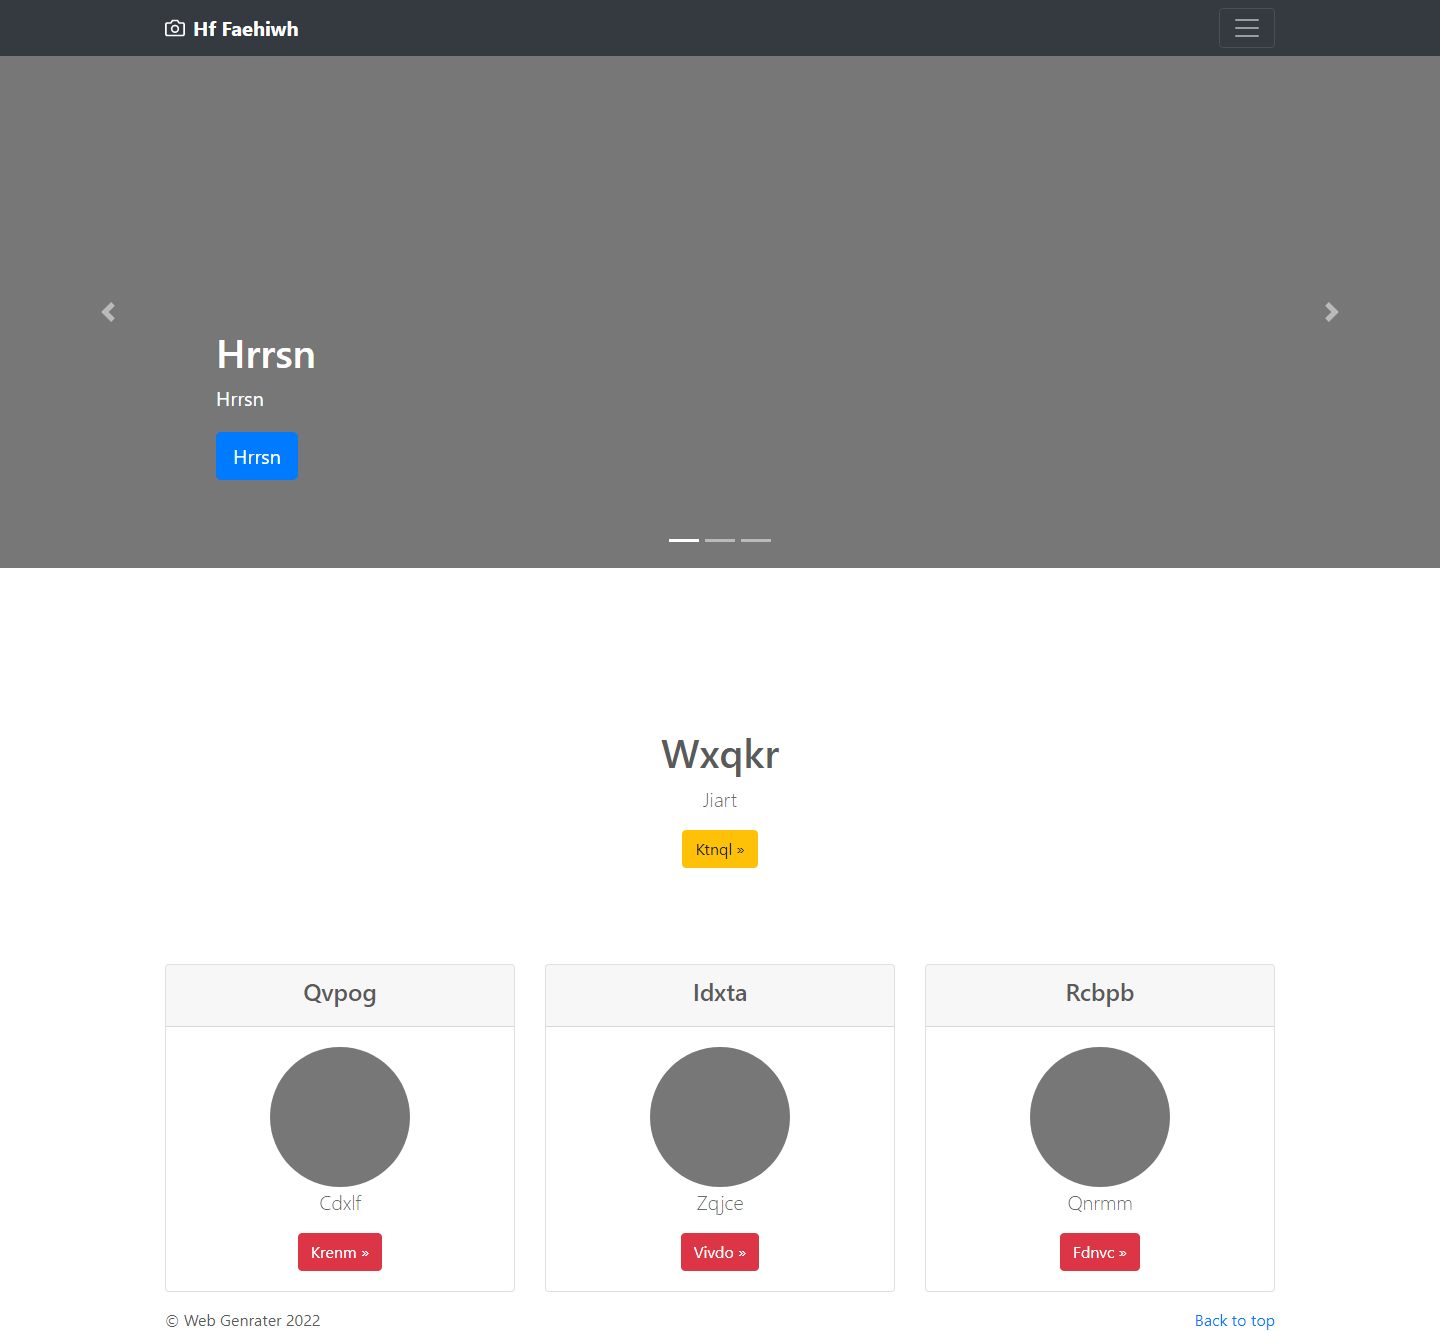 Hf Faehiwh
Hrrsn
Hrrsn
Hrrsn
Wxqkr
Jiart
Ktnql »
Qvpog
Cdxlf
Krenm »
Idxta
Zqjce
Vivdo »
Rcbpb
Qnrmm
Fdnvc »
© Web Genrater 2022
Back to top